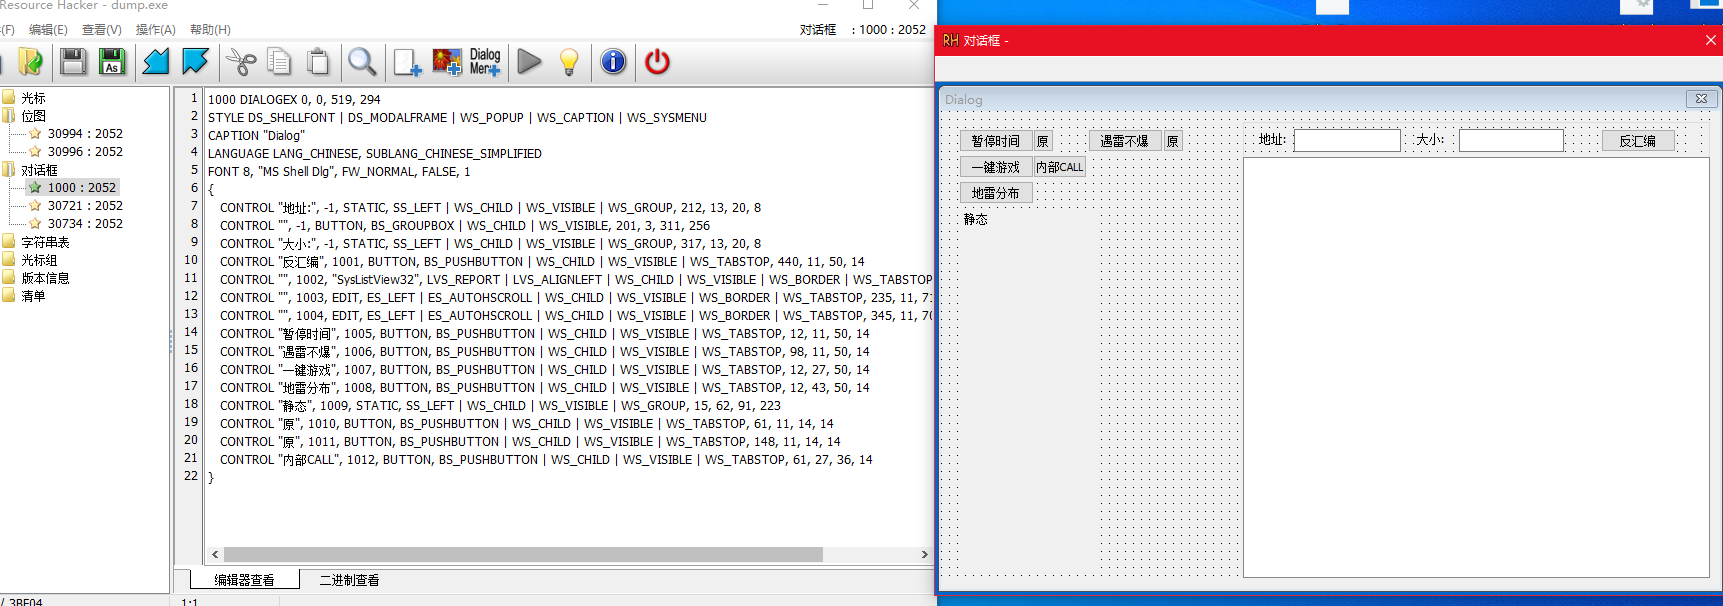 Resource Hacker - dump.exe
(F) 编辑(E) 查看(V) 操作(A) 帮助(H) 对话框 : 1000 : 2052
As Dialog Mer
光标
位图
30994 : 2052
30996 : 2052
对话框
1000 : 2052
30721 : 2052
30734 : 2052
字符串表
光标组
版本信息
清单
1 1000 DIALOGEX 0, 0, 519, 294
2 STYLE DS_SHELLFONT | DS_MODALFRAME | WS_POPUP | WS_CAPTION | WS_SYSMENU
3 CAPTION "Dialog"
4 LANGUAGE LANG_CHINESE, SUBLANG_CHINESE_SIMPLIFIED
5 FONT 8, "MS Shell Dlg", FW_NORMAL, FALSE, 1
6 {
7 CONTROL "地址:", -1, STATIC, SS_LEFT | WS_CHILD | WS_VISIBLE | WS_GROUP, 212, 13, 20, 8
8 CONTROL "", -1, BUTTON, BS_GROUPBOX | WS_CHILD | WS_VISIBLE, 201, 3, 311, 256
9 CONTROL "大小:", -1, STATIC, SS_LEFT | WS_CHILD | WS_VISIBLE | WS_GROUP, 317, 13, 20, 8
10 CONTROL "反汇编", 1001, BUTTON, BS_PUSHBUTTON | WS_CHILD | WS_VISIBLE | WS_TABSTOP, 440, 11, 50, 14
11 CONTROL "", 1002, "SysListView32", LVS_REPORT | LVS_ALIGNLEFT | WS_CHILD | WS_VISIBLE | WS_BORDER | WS_TABSTOP
12 CONTROL "", 1003, EDIT, ES_LEFT | ES_AUTOHSCROLL | WS_CHILD | WS_VISIBLE | WS_BORDER | WS_TABSTOP, 235, 11, 71
13 CONTROL "", 1004, EDIT, ES_LEFT | ES_AUTOHSCROLL | WS_CHILD | WS_VISIBLE | WS_BORDER | WS_TABSTOP, 345, 11, 70
14 CONTROL "暂停时间", 1005, BUTTON, BS_PUSHBUTTON | WS_CHILD | WS_VISIBLE | WS_TABSTOP, 12, 11, 50, 14
15 CONTROL "遇雷不爆", 1006, BUTTON, BS_PUSHBUTTON | WS_CHILD | WS_VISIBLE | WS_TABSTOP, 98, 11, 50, 14
16 CONTROL "一键游戏", 1007, BUTTON, BS_PUSHBUTTON | WS_CHILD | WS_VISIBLE | WS_TABSTOP, 12, 27, 50, 14
17 CONTROL "地雷分布", 1008, BUTTON, BS_PUSHBUTTON | WS_CHILD | WS_VISIBLE | WS_TABSTOP, 12, 43, 50, 14
18 CONTROL "静态", 1009, STATIC, SS_LEFT | WS_CHILD | WS_VISIBLE | WS_GROUP, 15, 62, 91, 223
19 CONTROL "原", 1010, BUTTON, BS_PUSHBUTTON | WS_CHILD | WS_VISIBLE | WS_TABSTOP, 61, 11, 14, 14
20 CONTROL "原", 1011, BUTTON, BS_PUSHBUTTON | WS_CHILD | WS_VISIBLE | WS_TABSTOP, 148, 11, 14, 14
21 CONTROL "内部CALL", 1012, BUTTON, BS_PUSHBUTTON | WS_CHILD | WS_VISIBLE | WS_TABSTOP, 61, 27, 36, 14
22 }
编辑器查看 二进制查看
/ 3BE04 1:1
RH 对话框 -
Dialog
暂停时间 原 遇雷不爆 原 地址: 大小: 反汇编
一键游戏 内部CALL
地雷分布
静态